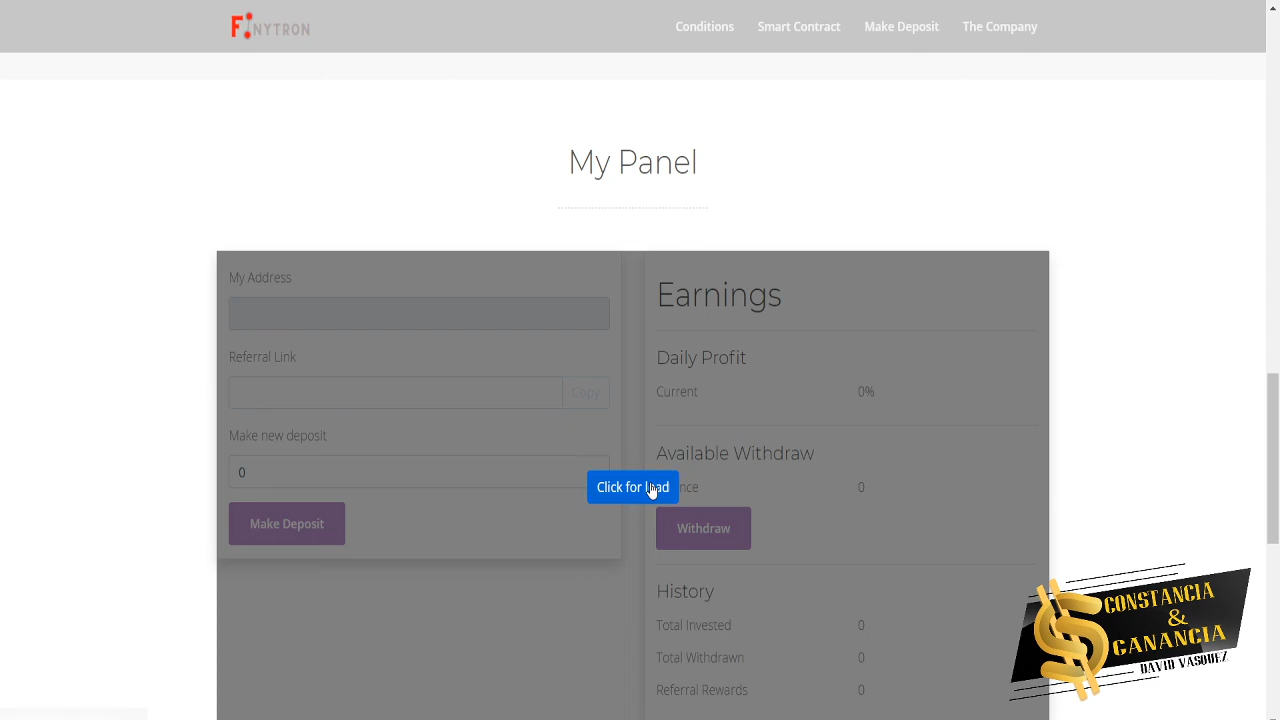 FINYTRON
Conditions
Smart Contract
Make Deposit
The Company
My Panel
My Address
Referral Link
Copy
Make new deposit
0
Make Deposit
Click for load
Earnings
Daily Profit
Current 0%
Available Withdraw
0
Withdraw
History
Total Invested 0
Total Withdrawn 0
Referral Rewards 0
$ CONSTANCIA
&
GANANCIA
DAVID VASQUEZ